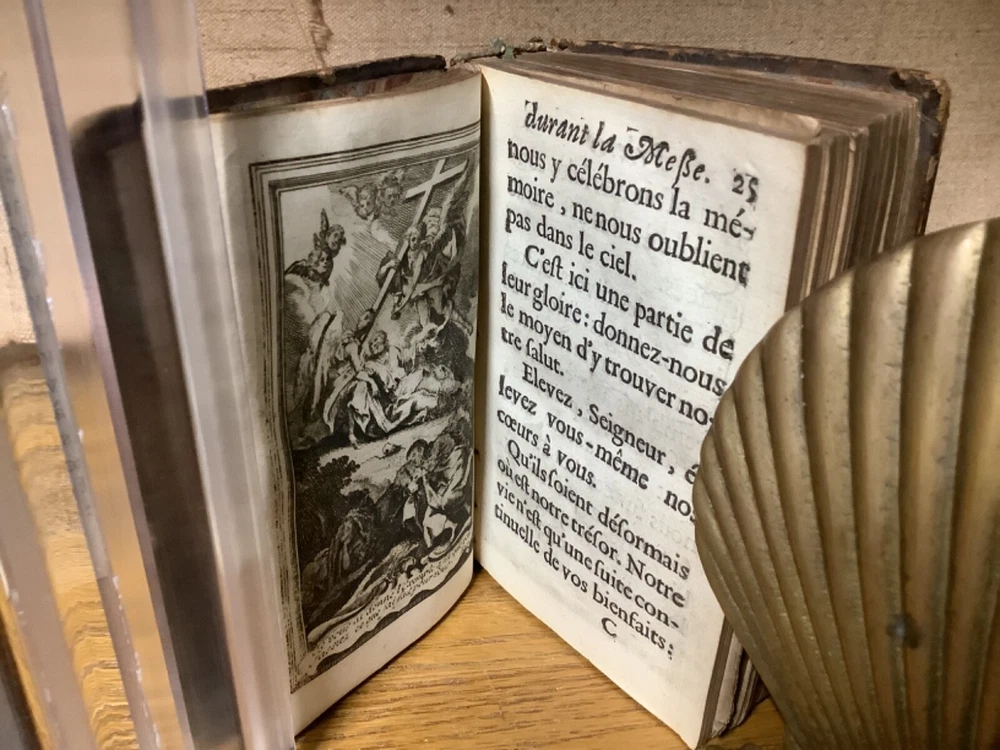 durant la Meſſe. 25
nous y célébrons la mé-
moire, ne nous oublient
pas dans le ciel.
C'eſt ici une partie de
leur gloire : donnez-nous
le moyen d'y trouver no-
tre ſalut.
Elevez, Seigneur, é
levez vous-même nos
cœurs à vous.
Qu'ils ſoient déſormais
où eſt notre tréſor. Notre
vie n'eſt qu'une ſuite con-
tinuelle de vos bienfaits :
C